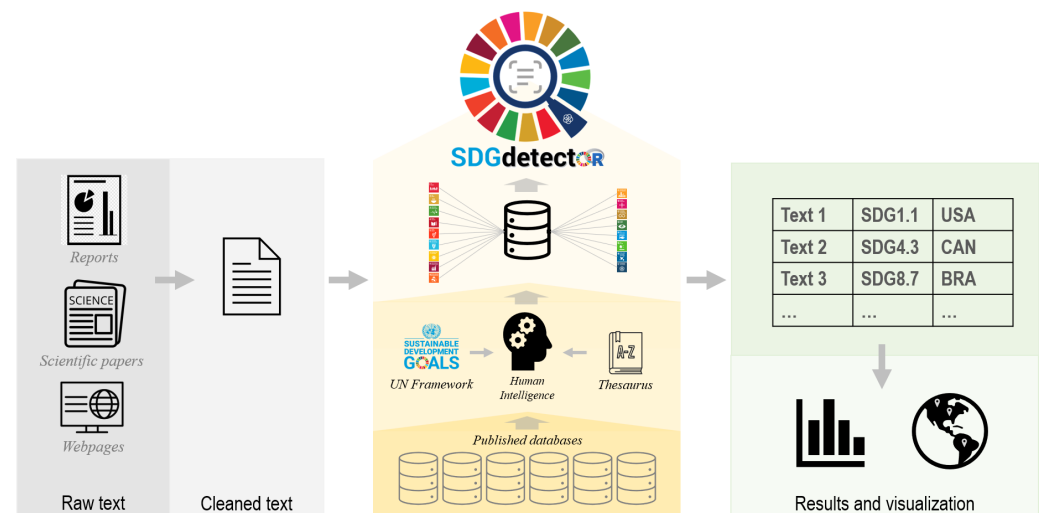 SDGdetector
Reports
SCIENCE
Scientific papers
Webpages
Raw text
Cleaned text
SUSTAINABLE
DEVELOPMENT
GOALS
UN Framework
Human
Intelligence
A-Z
Thesaurus
Published databases
Text 1 SDG1.1 USA
Text 2 SDG4.3 CAN
Text 3 SDG8.7 BRA
... ... ...
Results and visualization